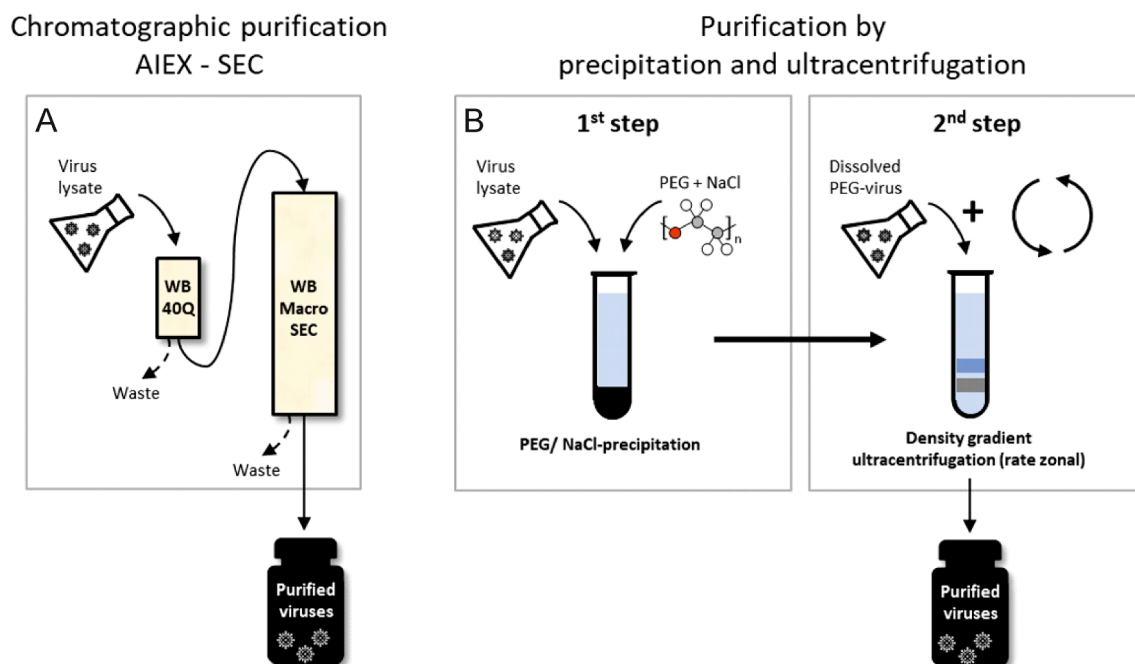 Chromatographic purification
AIEX - SEC
A
Virus
lysate
WB
40Q
Waste
WB
Macro
SEC
Waste
Purified
viruses
Purification by
precipitation and ultracentrifugation
B
1st step
Virus
lysate
PEG + NaCl
n
PEG/ NaCl-precipitation
2nd step
Dissolved
PEG-virus
+
Density gradient
ultracentrifugation (rate zonal)
Purified
viruses